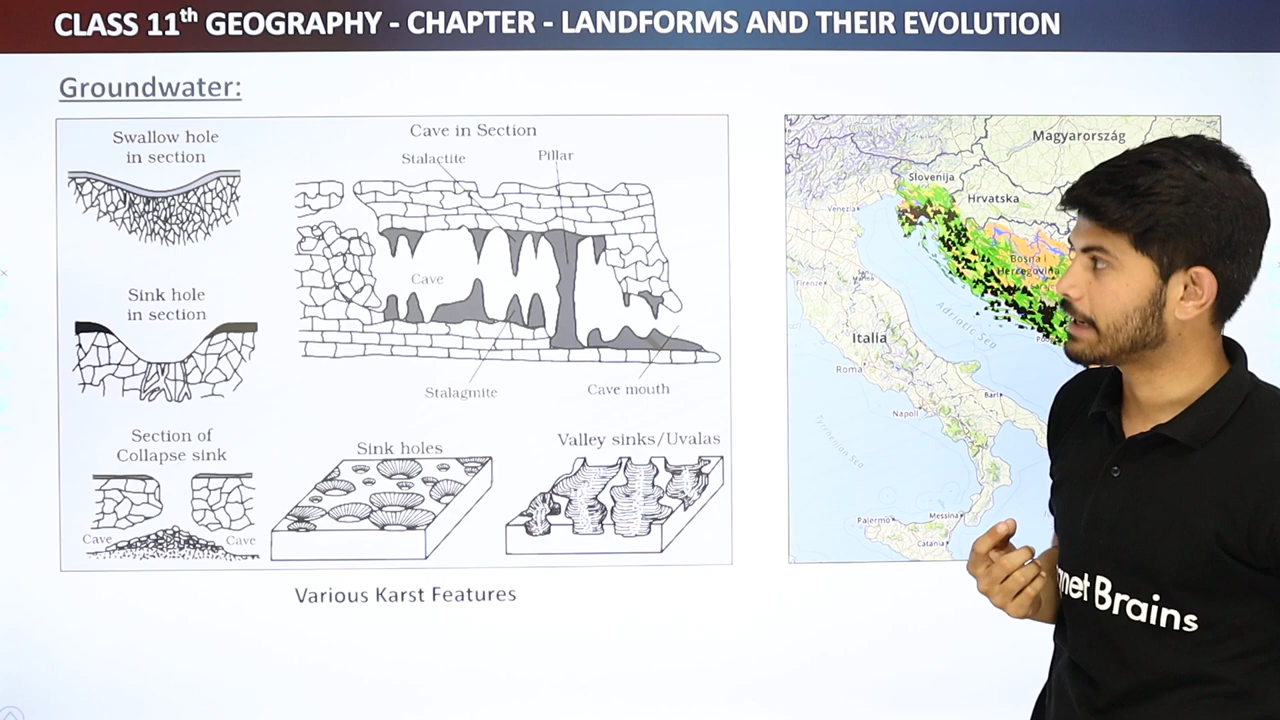 CLASS 11th GEOGRAPHY - CHAPTER - LANDFORMS AND THEIR EVOLUTION
Groundwater:
Swallow hole
in section
Sink hole
in section
Section of
Collapse sink
Cave
Cave
Cave in Section
Stalactite
Pillar
Cave
Stalagmite
Cave mouth
Sink holes
Valley sinks/Uvalas
Various Karst Features
Magyarország
Slovenija
Hrvatska
Venezia
Bosna i
Hercegovina
Firenze
Adriatic Sea
Italia
Roma
Bari
Napoli
Tyrrhenian Sea
Palermo
Messina
Catania
net Brains